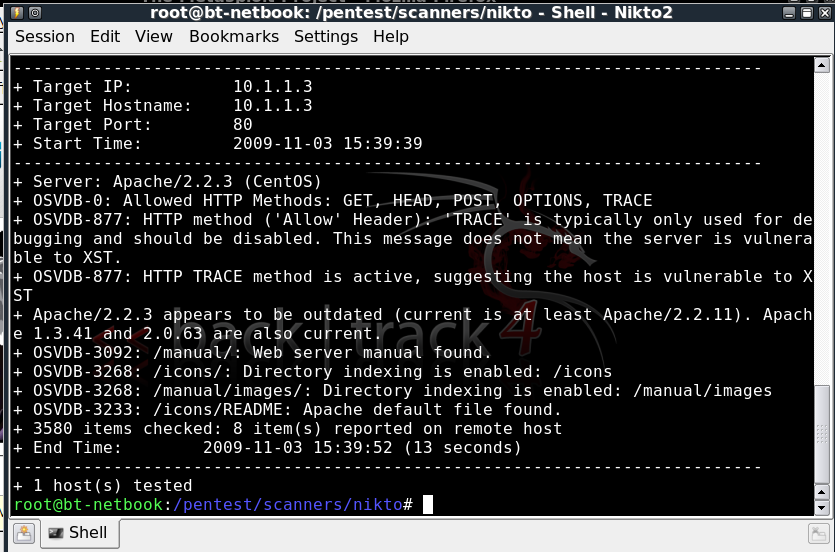 root@bt-netbook: /pentest/scanners/nikto - Shell - Nikto2
Session Edit View Bookmarks Settings Help
---------------------------------------------------------------------------
+ Target IP:          10.1.1.3
+ Target Hostname:    10.1.1.3
+ Target Port:        80
+ Start Time:         2009-11-03 15:39:39
---------------------------------------------------------------------------
+ Server: Apache/2.2.3 (CentOS)
+ OSVDB-0: Allowed HTTP Methods: GET, HEAD, POST, OPTIONS, TRACE
+ OSVDB-877: HTTP method ('Allow' Header): 'TRACE' is typically only used for de
bugging and should be disabled. This message does not mean the server is vulnera
ble to XST.
+ OSVDB-877: HTTP TRACE method is active, suggesting the host is vulnerable to X
ST
+ Apache/2.2.3 appears to be outdated (current is at least Apache/2.2.11). Apach
e 1.3.41 and 2.0.63 are also current.
+ OSVDB-3092: /manual/: Web server manual found.
+ OSVDB-3268: /icons/: Directory indexing is enabled: /icons
+ OSVDB-3268: /manual/images/: Directory indexing is enabled: /manual/images
+ OSVDB-3233: /icons/README: Apache default file found.
+ 3580 items checked: 8 item(s) reported on remote host
+ End Time:        2009-11-03 15:39:52 (13 seconds)
---------------------------------------------------------------------------
+ 1 host(s) tested
root@bt-netbook:/pentest/scanners/nikto#
<< back | track 4
Shell